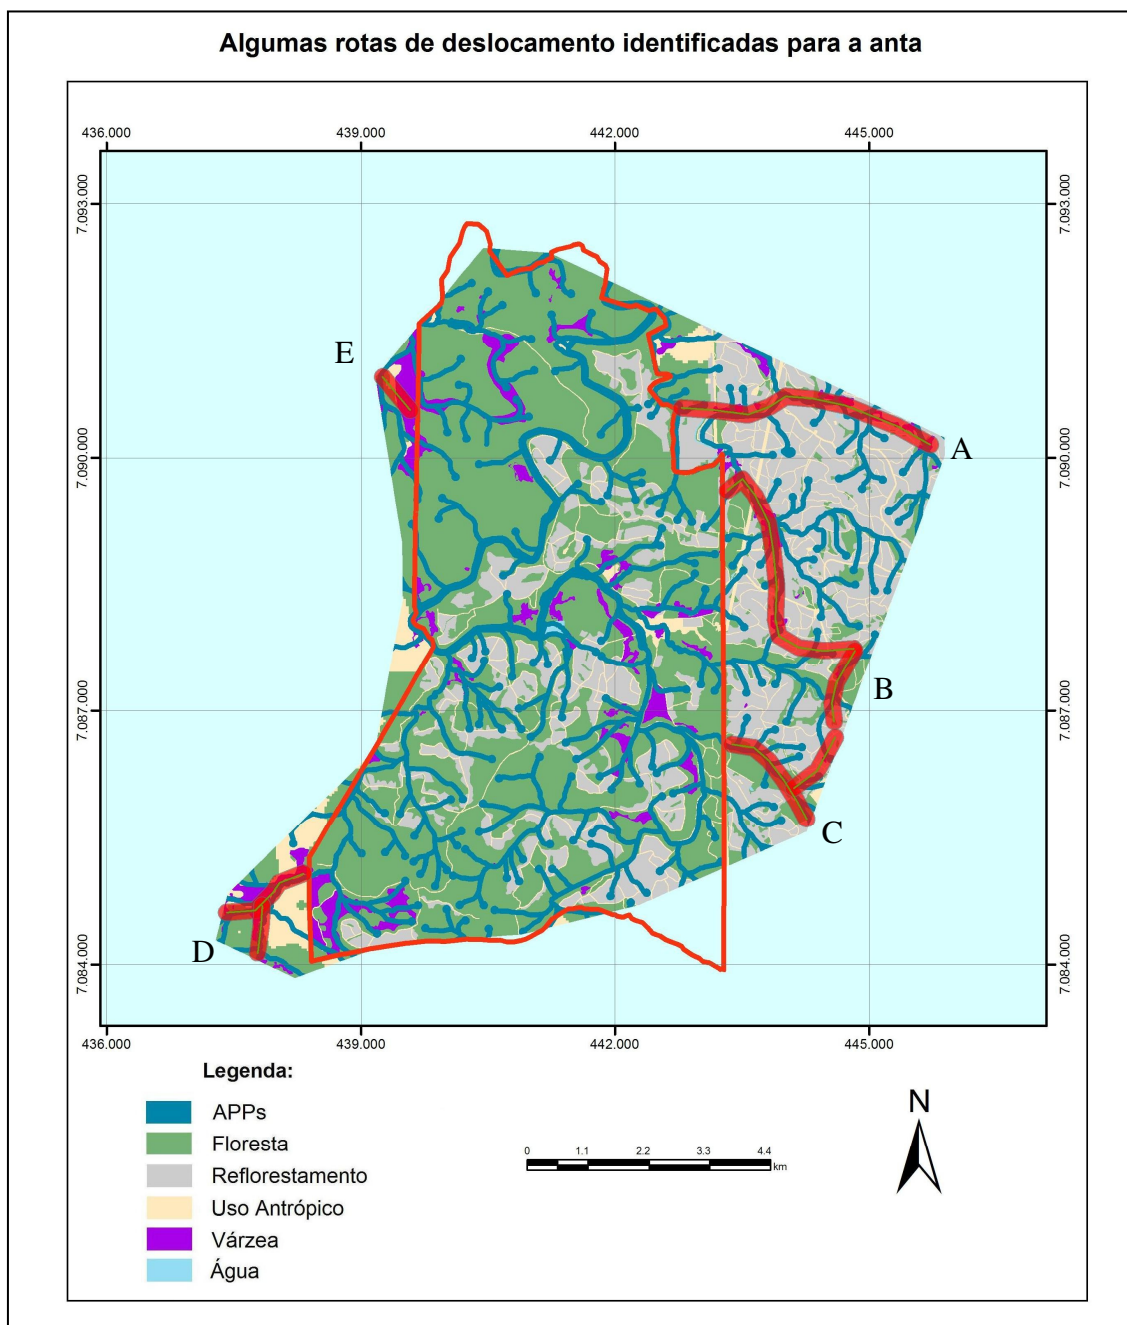 Algumas rotas de deslocamento identificadas para a anta
436.000 439.000 442.000 445.000
7.093.000 7.093.000
E
A
7.090.000 7.090.000
B
7.087.000 7.087.000
C
D
7.084.000 7.084.000
436.000 439.000 442.000 445.000
Legenda:
APPs
Floresta
Reflorestamento
Uso Antrópico
Várzea
Água
0 1.1 2.2 3.3 4.4
km
N